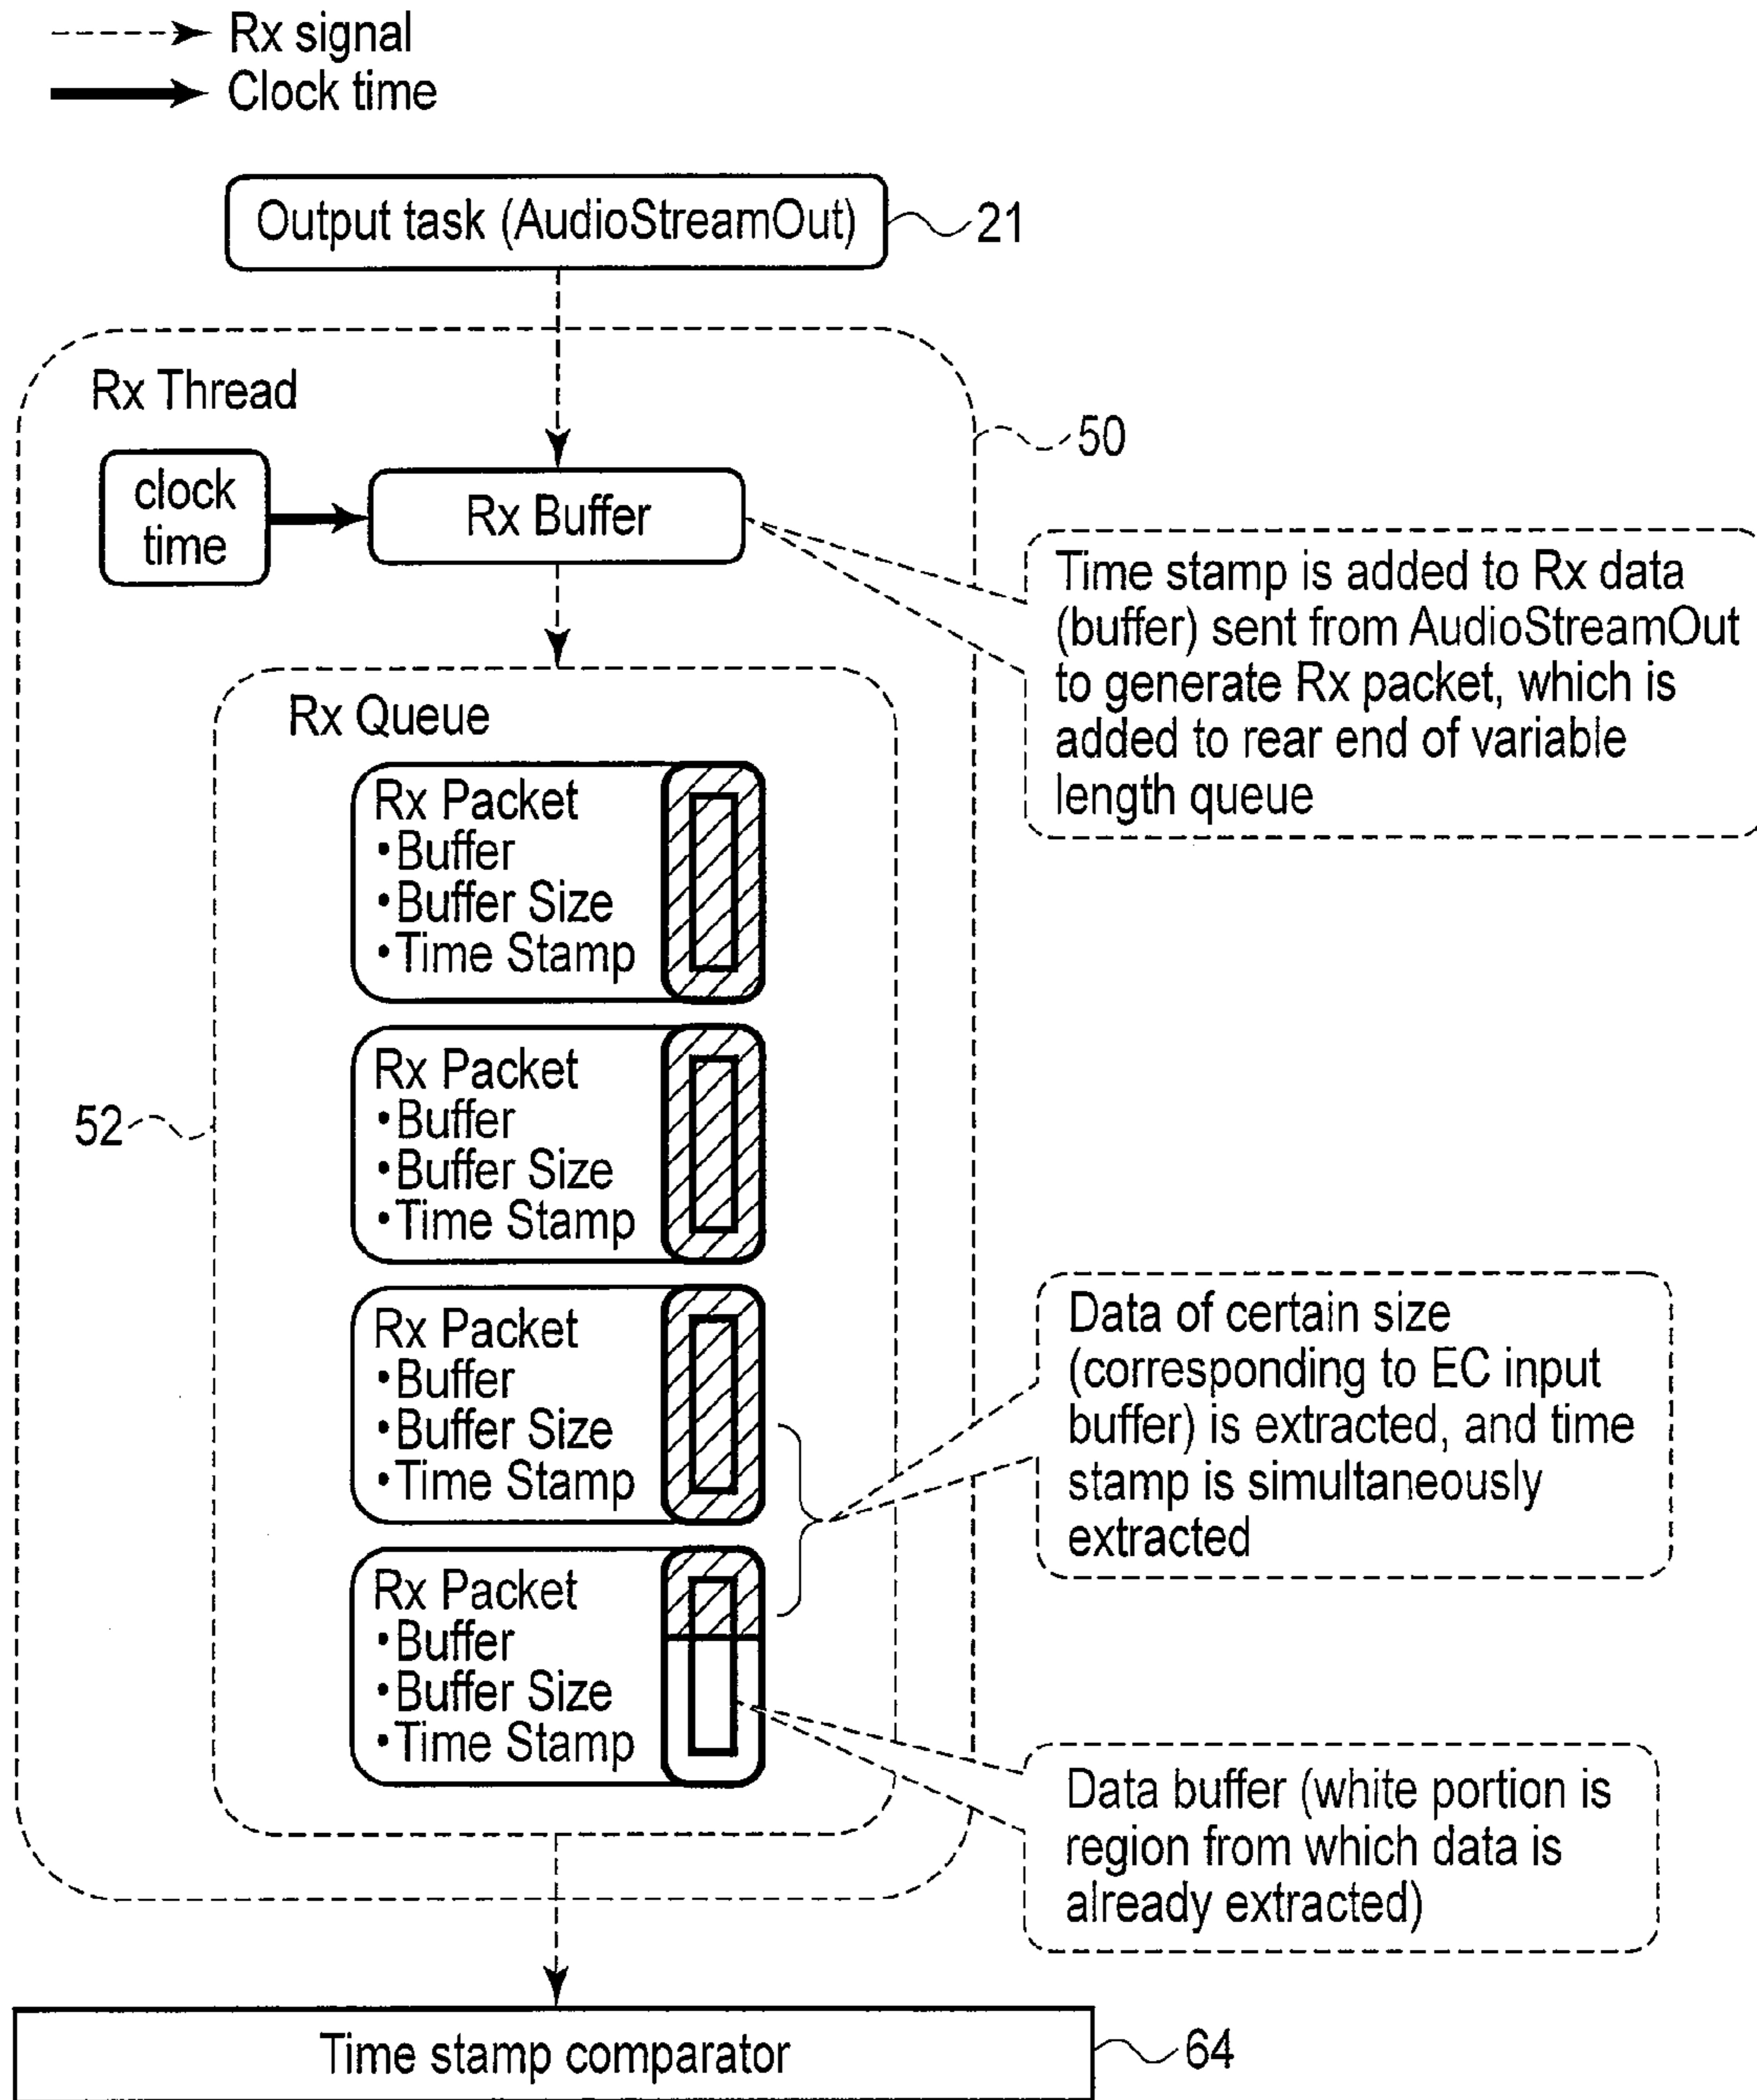 Rx signal
Clock time
Output task (AudioStreamOut)
21
Rx Thread
50
clock
time
Rx Buffer
Time stamp is added to Rx data
(buffer) sent from AudioStreamOut
to generate Rx packet, which is
added to rear end of variable
length queue
Rx Queue
Rx Packet
•Buffer
•Buffer Size
•Time Stamp
52
Rx Packet
•Buffer
•Buffer Size
•Time Stamp
Rx Packet
•Buffer
•Buffer Size
•Time Stamp
Data of certain size
(corresponding to EC input
buffer) is extracted, and time
stamp is simultaneously
extracted
Rx Packet
•Buffer
•Buffer Size
•Time Stamp
Data buffer (white portion is
region from which data is
already extracted)
Time stamp comparator
64